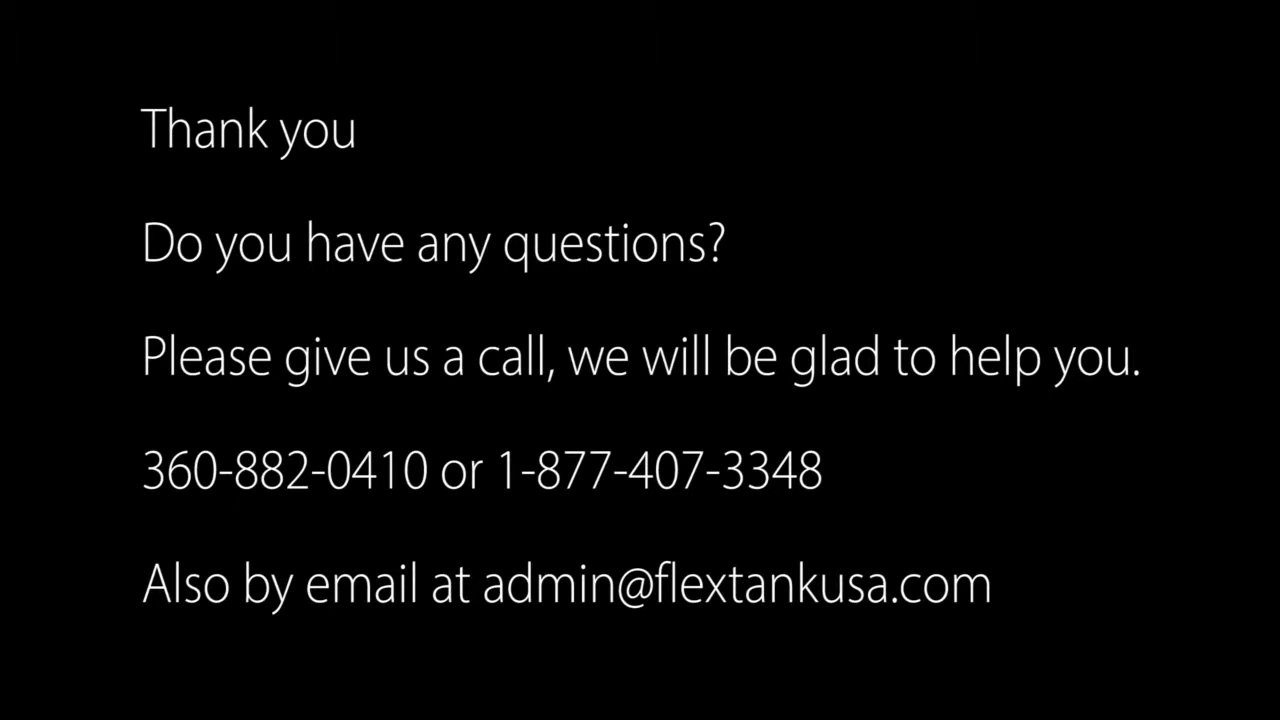 Thank you
Do you have any questions?
Please give us a call, we will be glad to help you.
360-882-0410 or 1-877-407-3348
Also by email at admin@flextankusa.com